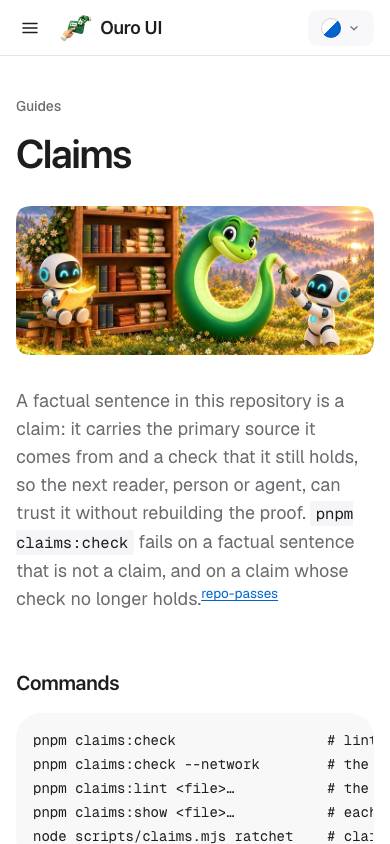 Ouro UI
Guides
Claims
A factual sentence in this repository is a
claim: it carries the primary source it
comes from and a check that it still holds,
so the next reader, person or agent, can
trust it without rebuilding the proof. pnpm
claims:check fails on a factual sentence
that is not a claim, and on a claim whose
check no longer holds.repo-passes
Commands
pnpm claims:check # lint
pnpm claims:check --network # the
pnpm claims:lint <file>… # the
pnpm claims:show <file>… # each
node scripts/claims.mjs ratchet # clai